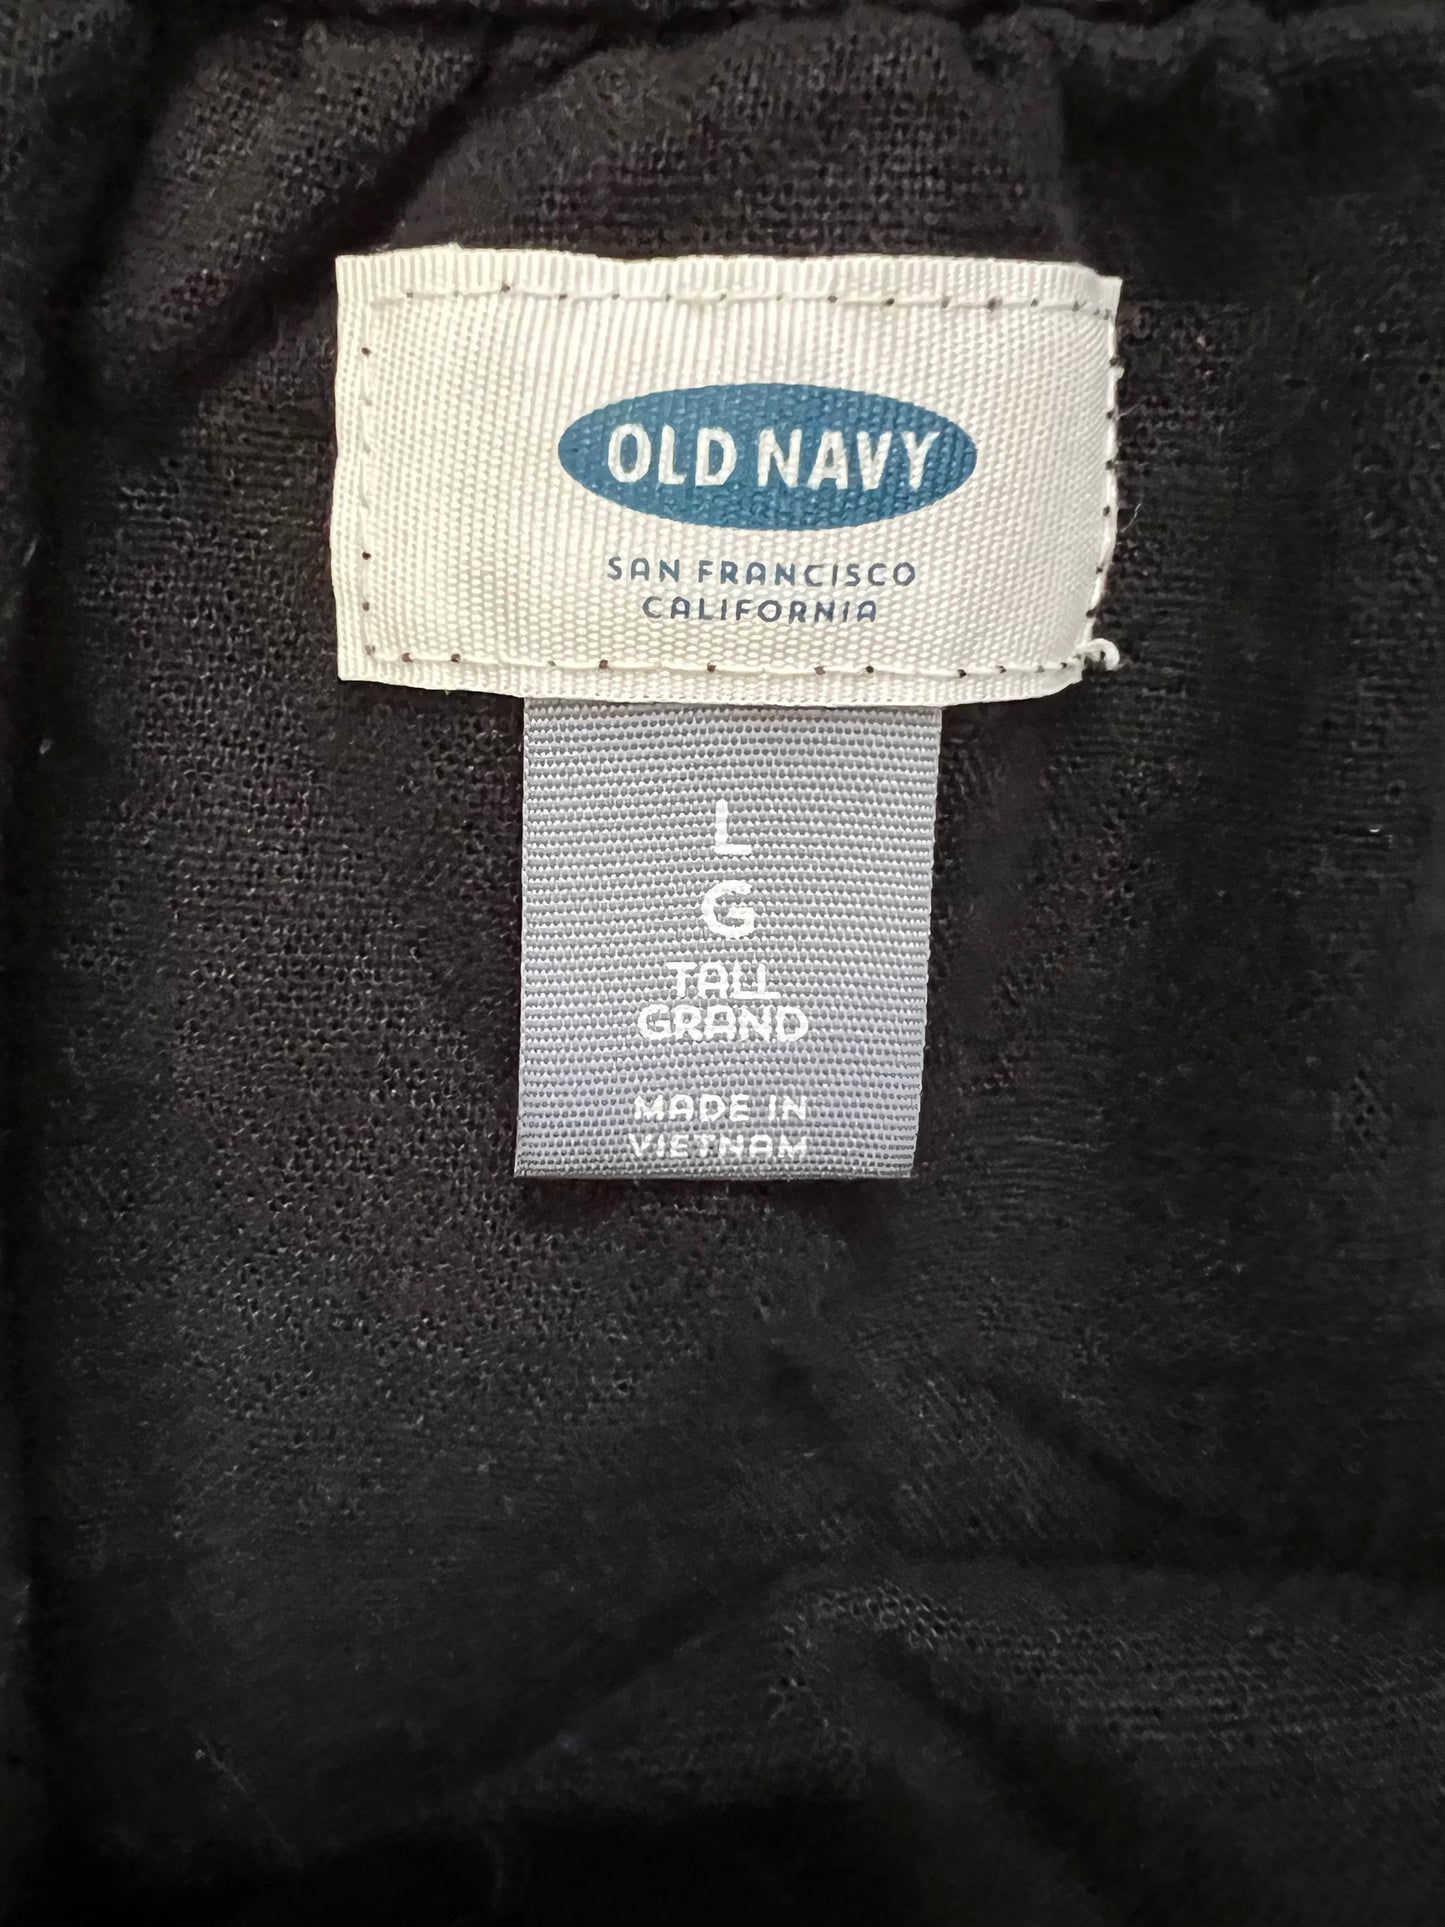 OLD NAVY
SAN FRANCISCO
CALIFORNIA
L
G
TALL
GRAND
MADE IN
VIETNAM